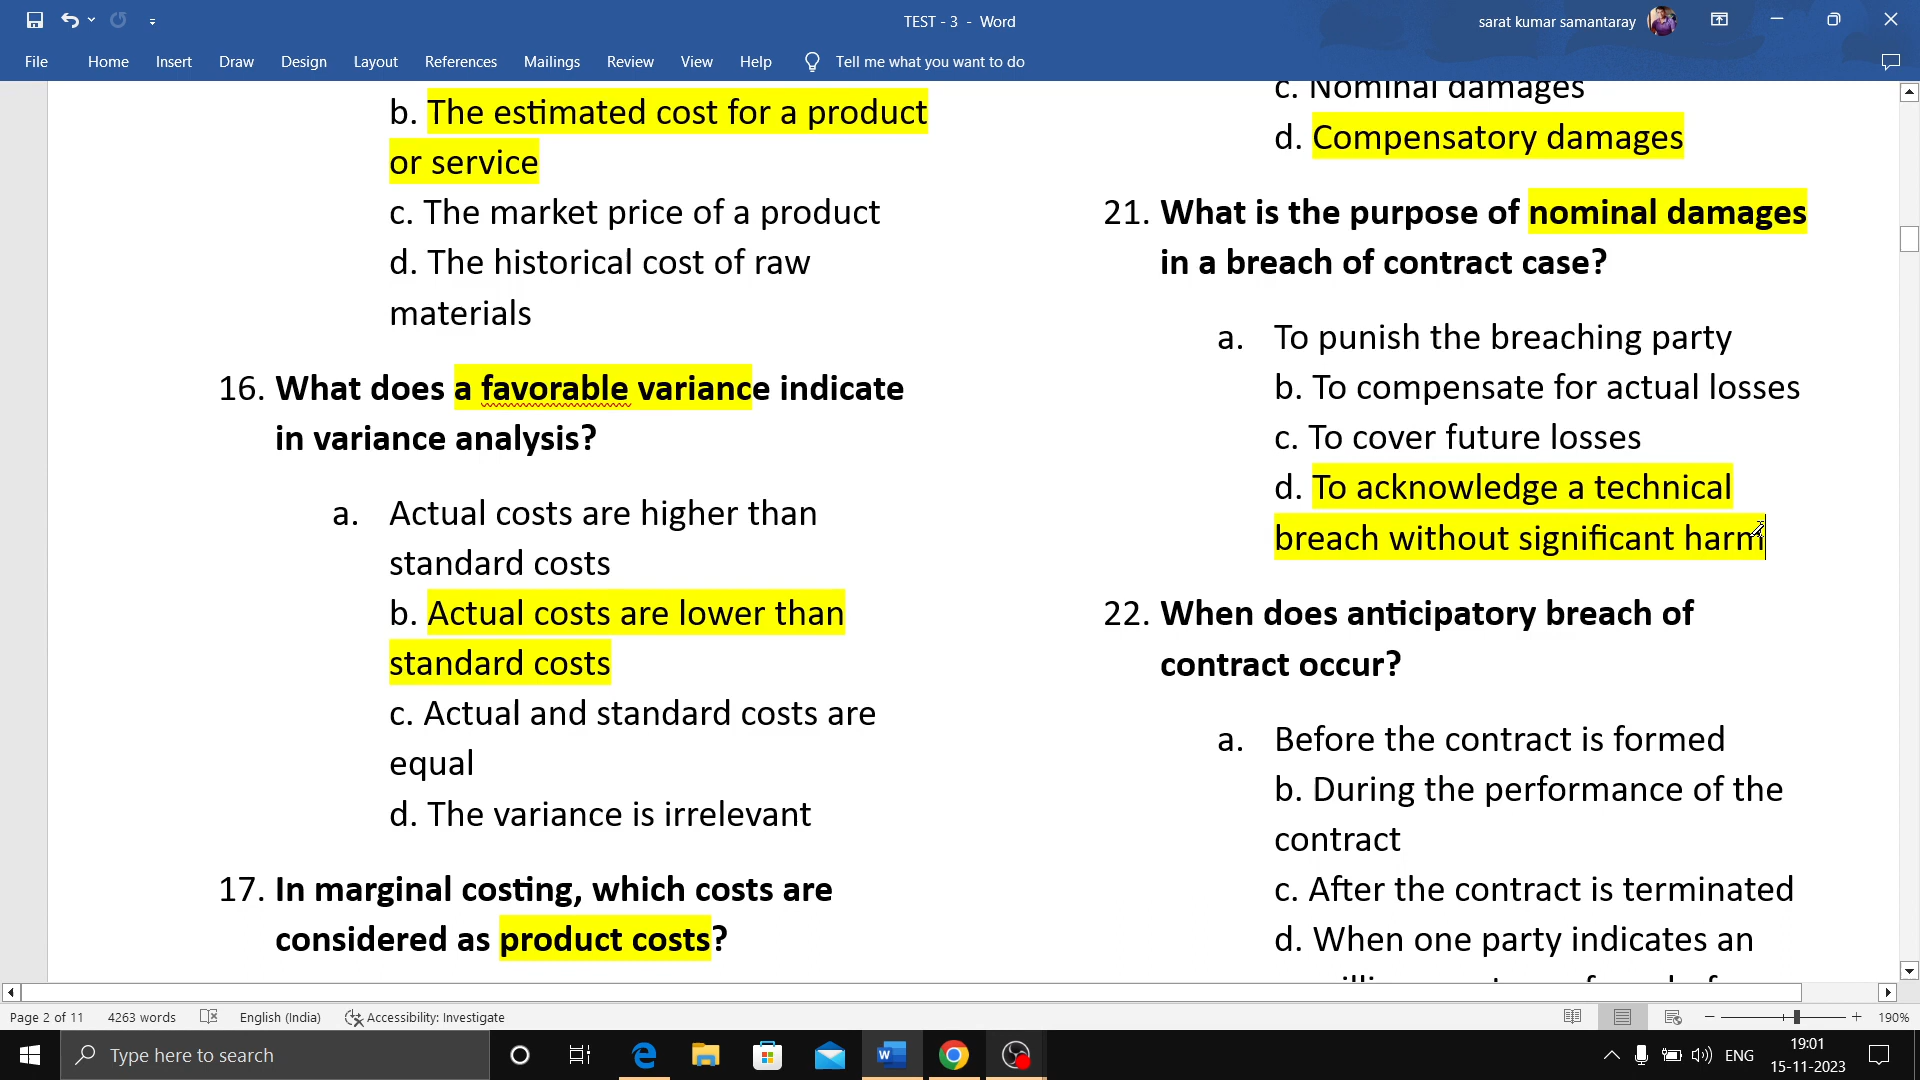 TEST - 3 - Word
sarat kumar samantaray
File Home Insert Draw Design Layout References Mailings Review View Help Tell me what you want to do
b. The estimated cost for a product
or service
c. The market price of a product
d. The historical cost of raw
materials
16. What does a favorable variance indicate
in variance analysis?
a. Actual costs are higher than
standard costs
b. Actual costs are lower than
standard costs
c. Actual and standard costs are
equal
d. The variance is irrelevant
17. In marginal costing, which costs are
considered as product costs?
c. Nominal damages
d. Compensatory damages
21. What is the purpose of nominal damages
in a breach of contract case?
a. To punish the breaching party
b. To compensate for actual losses
c. To cover future losses
d. To acknowledge a technical
breach without significant harm
22. When does anticipatory breach of
contract occur?
a. Before the contract is formed
b. During the performance of the
contract
c. After the contract is terminated
d. When one party indicates an
Page 2 of 11 4263 words English (India) Accessibility: Investigate 190%
Type here to search
ENG
19:01
15-11-2023